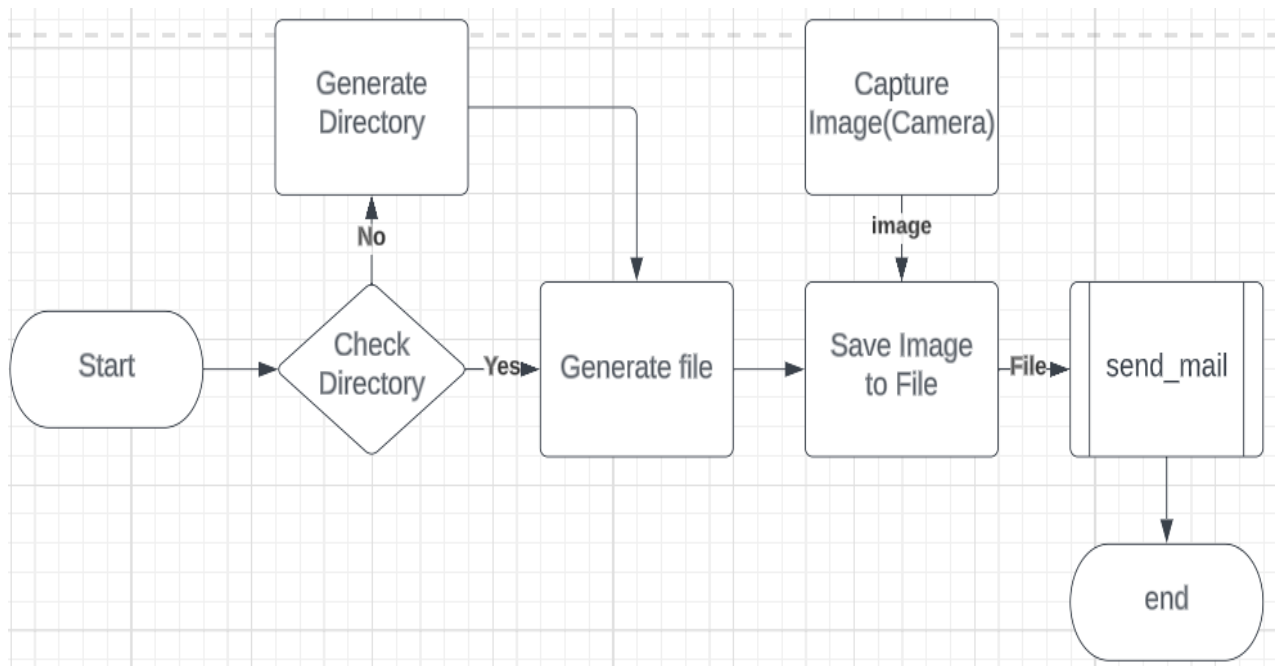 Generate
Directory
Capture
Image(Camera)
No
image
Start
Check
Directory
Yes
Generate file
Save Image
to File
File
send_mail
end